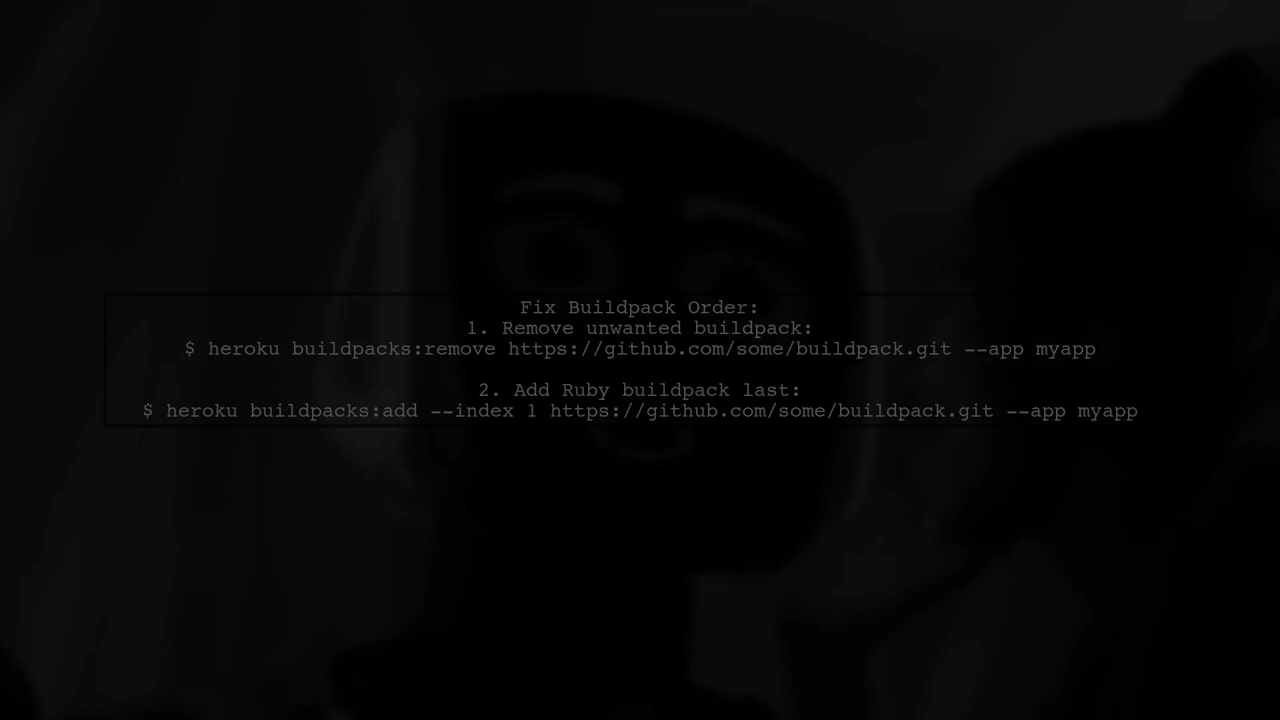 Fix Buildpack Order:
1. Remove unwanted buildpack:
$ heroku buildpacks:remove https://github.com/some/buildpack.git --app myapp
2. Add Ruby buildpack last:
$ heroku buildpacks:add --index 1 https://github.com/some/buildpack.git --app myapp